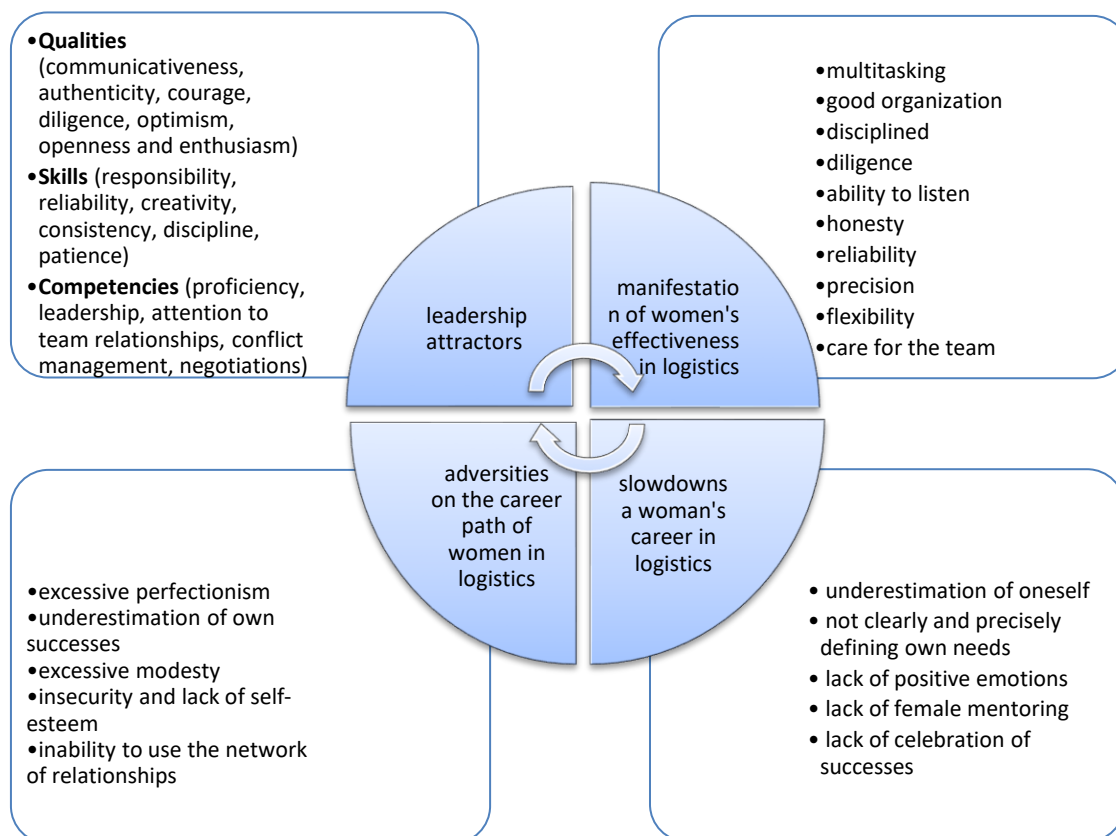 •Qualities
(communicativeness,
authenticity, courage,
diligence, optimism,
openness and enthusiasm)
•Skills (responsibility,
reliability, creativity,
consistency, discipline,
patience)
•Competencies (proficiency,
leadership, attention to
team relationships, conflict
management, negotiations)
•multitasking
•good organization
•disciplined
•diligence
•ability to listen
•honesty
•reliability
•precision
•flexibility
•care for the team
leadership
attractors
manifestatio
n of women's
effectiveness
in logistics
adversities
on the career
path of
women in
logistics
slowdowns
a woman's
career in
logistics
•excessive perfectionism
•underestimation of own
successes
•excessive modesty
•insecurity and lack of self-
esteem
•inability to use the network
of relationships
• underestimation of oneself
• not clearly and precisely
defining own needs
• lack of positive emotions
• lack of female mentoring
• lack of celebration of
successes